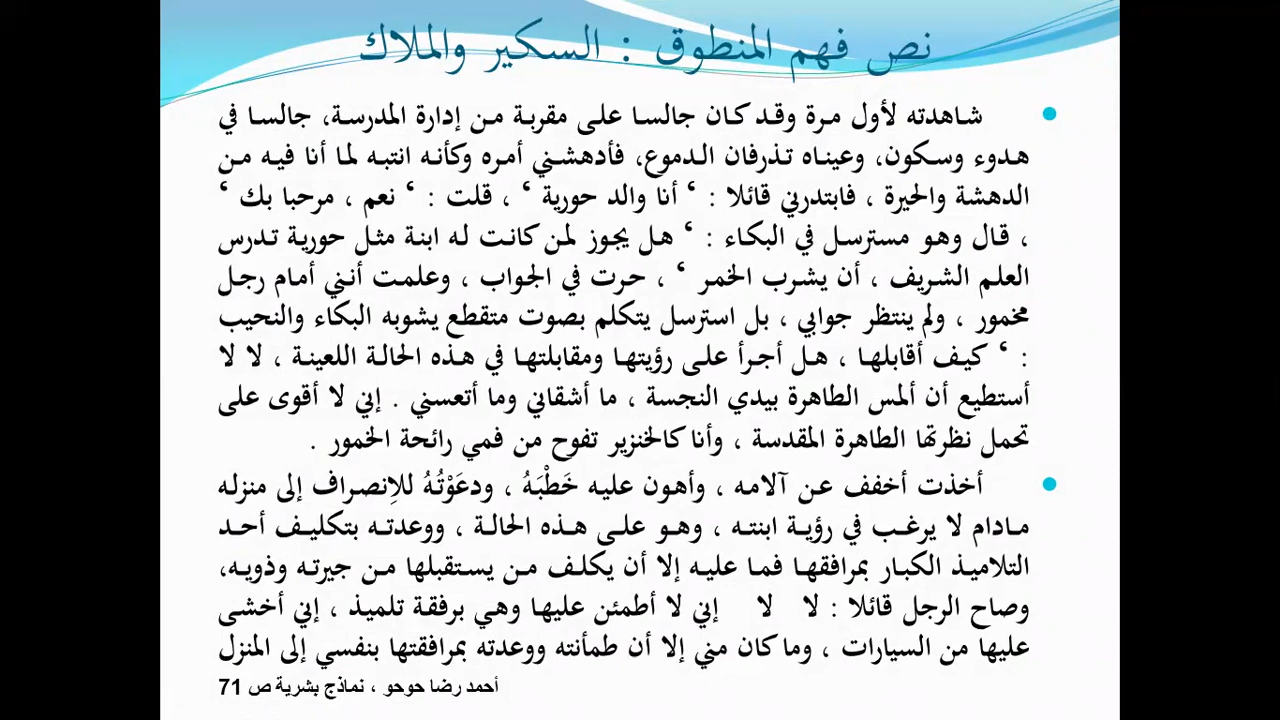 نص فهم المنطوق : السكير والملاك
شاهدته لأول مرة وقد كان جالسا على مقربة من إدارة المدرسة، جالسا في
هدوء وسكون، وعيناه تذرفان الدموع، فأدهشني أمره وكأنه انتبه لما أنا فيه من
الدهشة والحيرة ، فابتدرني قائلا : ‘ أنا والد حورية ‘ ، قلت : ‘ نعم ، مرحبا بك ‘
، قال وهو مسترسل في البكاء : ‘ هل يجوز لمن كانت له ابنة مثل حورية تدرس
العلم الشريف ، أن يشرب الخمر ‘ ، حرت في الجواب ، وعلمت أنني أمام رجل
مخمور ، ولم ينتظر جوابي ، بل استرسل يتكلم بصوت متقطع يشوبه البكاء والنحيب
: ‘ كيف أقابلها ، هل أجرأ على رؤيتها ومقابلتها في هذه الحالة اللعينة ، لا لا
أستطيع أن ألمس الطاهرة بيدي النجسة ، ما أشقاني وما أتعسني . إني لا أقوى على
تحمل نظرتها الطاهرة المقدسة ، وأنا كالخنزير تفوح من فمي رائحة الخمور .
أخذت أخفف عن آلامه ، وأهون عليه خَطْبَهُ ، ودعَوْتُهُ للاِنصراف إلى منزله
مادام لا يرغب في رؤية ابنته ، وهو على هذه الحالة ، ووعدته بتكليف أحد
التلاميذ الكبار بمرافقها فما عليه إلا أن يكلف من يستقبلها من جيرته وذويه،
وصاح الرجل قائلا : لا لا إني لا أطمئن عليها وهي برفقة تلميذ ، إني أخشى
عليها من السيارات ، وما كان مني إلا أن طمأنته ووعدته بمرافقتها بنفسي إلى المنزل
أحمد رضا حوحو ، نماذج بشرية ص 71